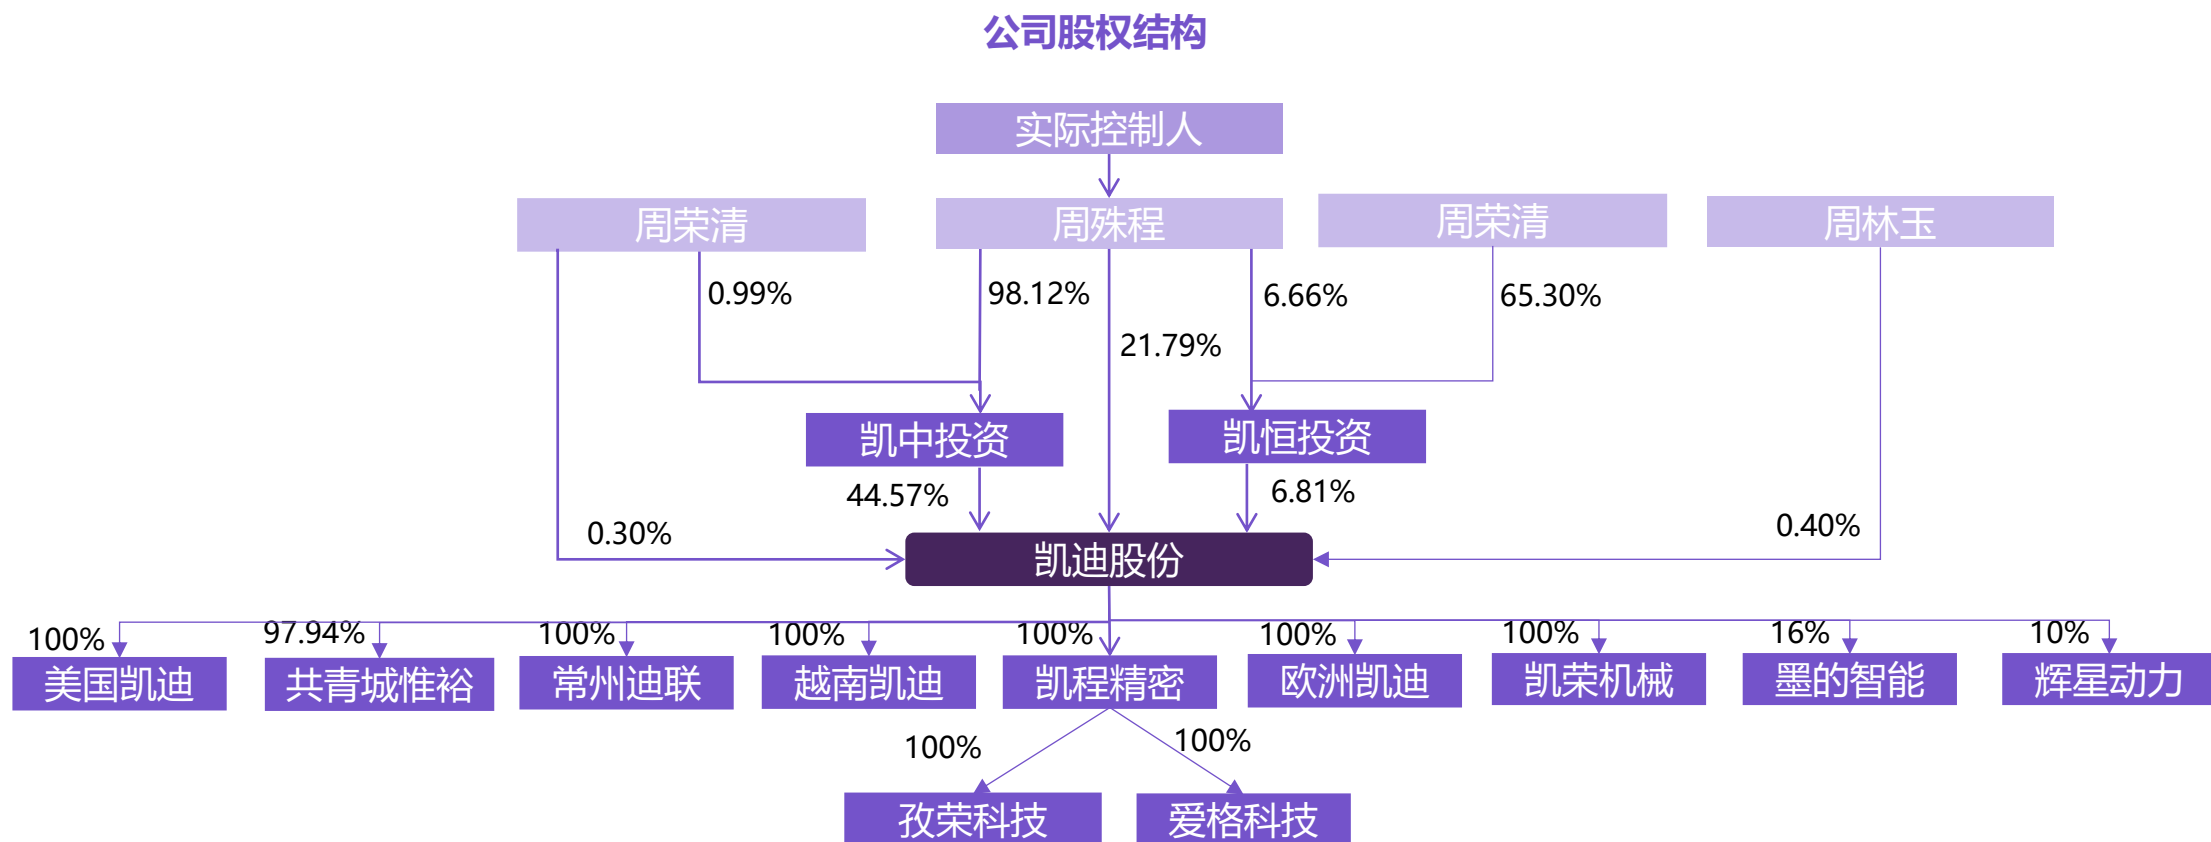 公司股权结构
实际控制人
周荣清
周殊程
周荣清
周林玉
0.99%
98.12%
6.66%
65.30%
21.79%
凯中投资
凯恒投资
44.57%
6.81%
0.30%
0.40%
凯迪股份
100%
97.94%
100%
100%
100%
100%
100%
16%
10%
美国凯迪
共青城惟裕
常州迪联
越南凯迪
凯程精密
欧洲凯迪
凯荣机械
墨的智能
辉星动力
100%
100%
孜荣科技
爱格科技